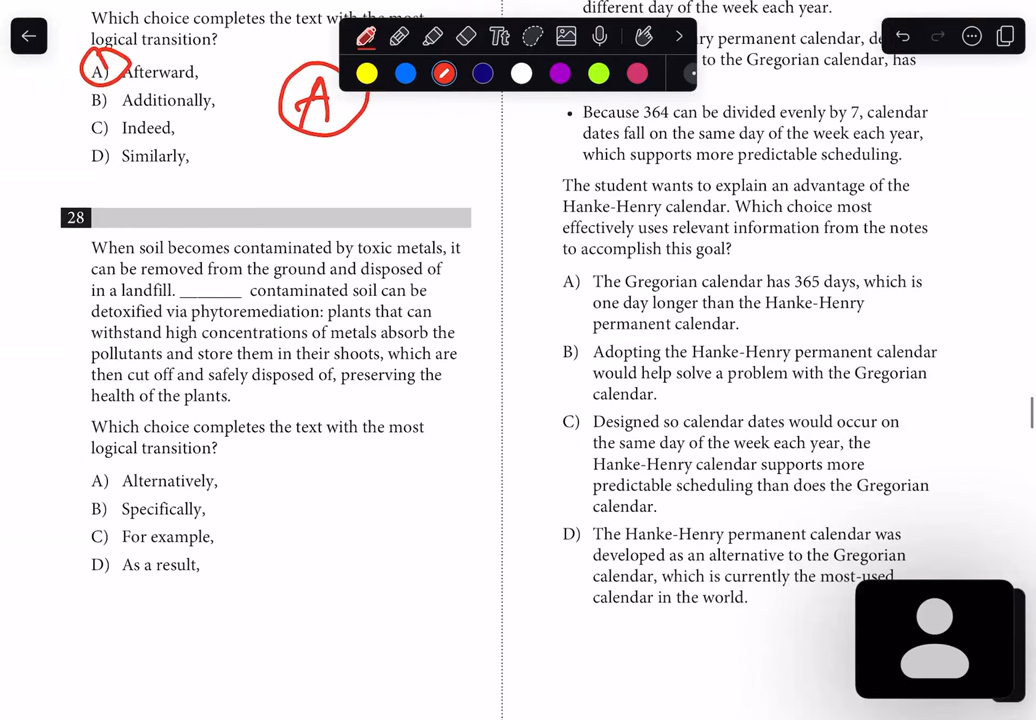 Which choice completes the text with the most
logical transition?
A) Afterward,
B) Additionally,
C) Indeed,
D) Similarly,
A
28
When soil becomes contaminated by toxic metals, it
can be removed from the ground and disposed of
in a landfill. _______ contaminated soil can be
detoxified via phytoremediation: plants that can
withstand high concentrations of metals absorb the
pollutants and store them in their shoots, which are
then cut off and safely disposed of, preserving the
health of the plants.
Which choice completes the text with the most
logical transition?
A) Alternatively,
B) Specifically,
C) For example,
D) As a result,
different day of the week each year.
permanent calendar,
to the Gregorian calendar, has
• Because 364 can be divided evenly by 7, calendar
dates fall on the same day of the week each year,
which supports more predictable scheduling.
The student wants to explain an advantage of the
Hanke-Henry calendar. Which choice most
effectively uses relevant information from the notes
to accomplish this goal?
A) The Gregorian calendar has 365 days, which is
one day longer than the Hanke-Henry
permanent calendar.
B) Adopting the Hanke-Henry permanent calendar
would help solve a problem with the Gregorian
calendar.
C) Designed so calendar dates would occur on
the same day of the week each year, the
Hanke-Henry calendar supports more
predictable scheduling than does the Gregorian
calendar.
D) The Hanke-Henry permanent calendar was
developed as an alternative to the Gregorian
calendar, which is currently the most-used
calendar in the world.
Tt